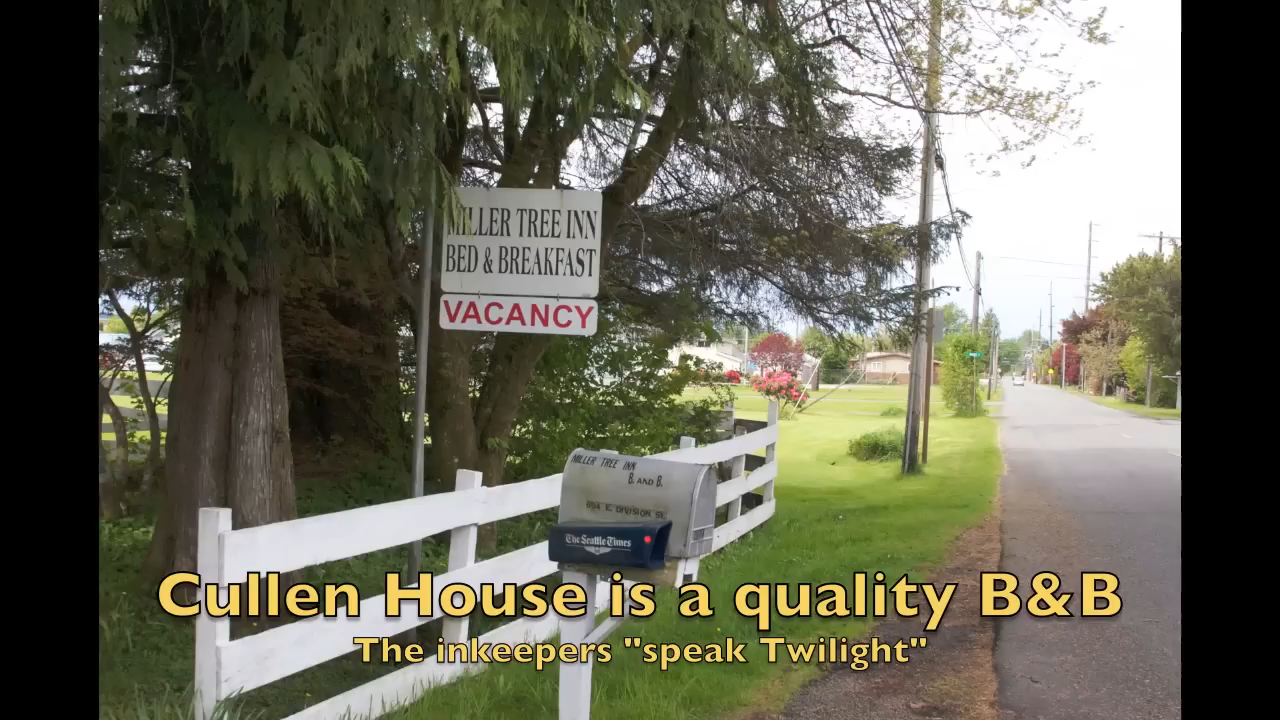 MILLER TREE INN
BED & BREAKFAST
VACANCY
MILLER TREE INN
B. AND B.
654 E. DIVISION ST.
The Seattle Times
Cullen House is a quality B&B
The inkeepers "speak Twilight"